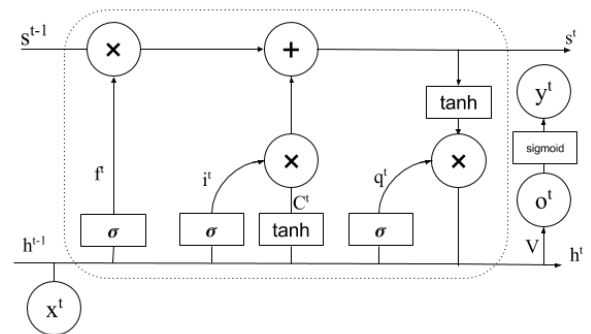 s^{t-1}
×
+
s^t
tanh
y^t
f^t
i^t
×
q^t
×
sigmoid
C^t
o^t
σ
σ
tanh
σ
h^{t-1}
V
h^t
x^t